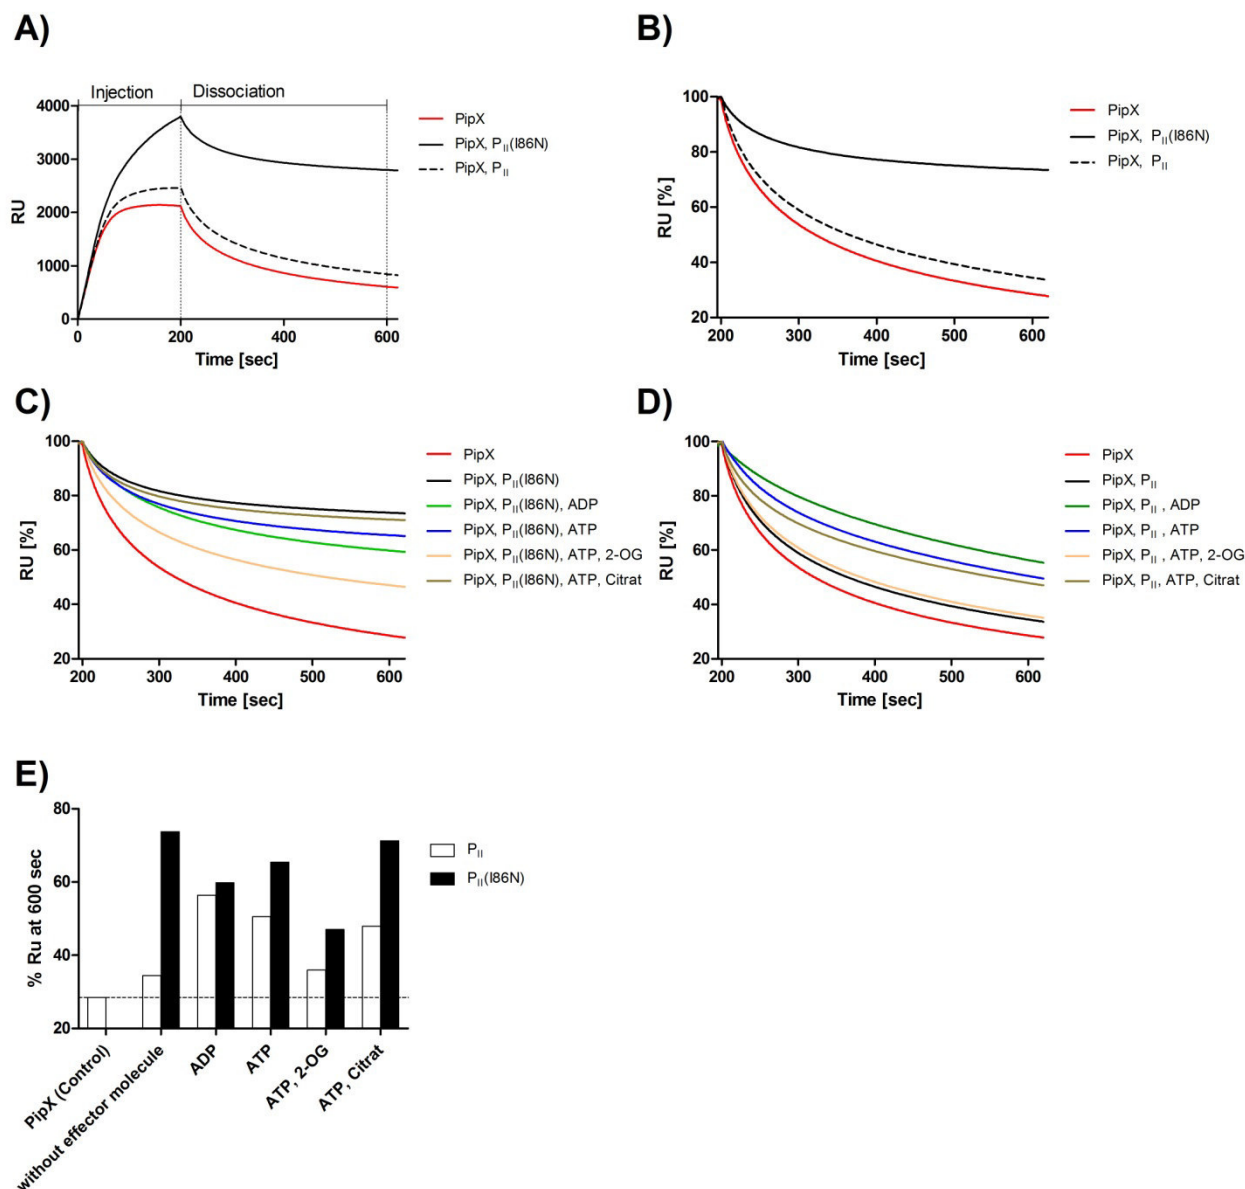 A)
Injection
Dissociation
4000
3000
2000
1000
0
RU
0
200
400
600
Time [sec]
PipX
PipX, PII(I86N)
PipX, PII
B)
100
80
60
40
20
RU [%]
200
300
400
500
600
Time [sec]
PipX
PipX, PII(I86N)
PipX, PII
C)
100
80
60
40
20
RU [%]
200
300
400
500
600
Time [sec]
PipX
PipX, PII(I86N)
PipX, PII(I86N), ADP
PipX, PII(I86N), ATP
PipX, PII(I86N), ATP, 2-OG
PipX, PII(I86N), ATP, Citrat
D)
100
80
60
40
20
RU [%]
200
300
400
500
600
Time [sec]
PipX
PipX, PII
PipX, PII , ADP
PipX, PII , ATP
PipX, PII , ATP, 2-OG
PipX, PII, ATP, Citrat
E)
80
60
40
20
% Ru at 600 sec
PipX (Control)
without effector molecule
ADP
ATP
ATP, 2-OG
ATP, Citrat
PII
PII(I86N)